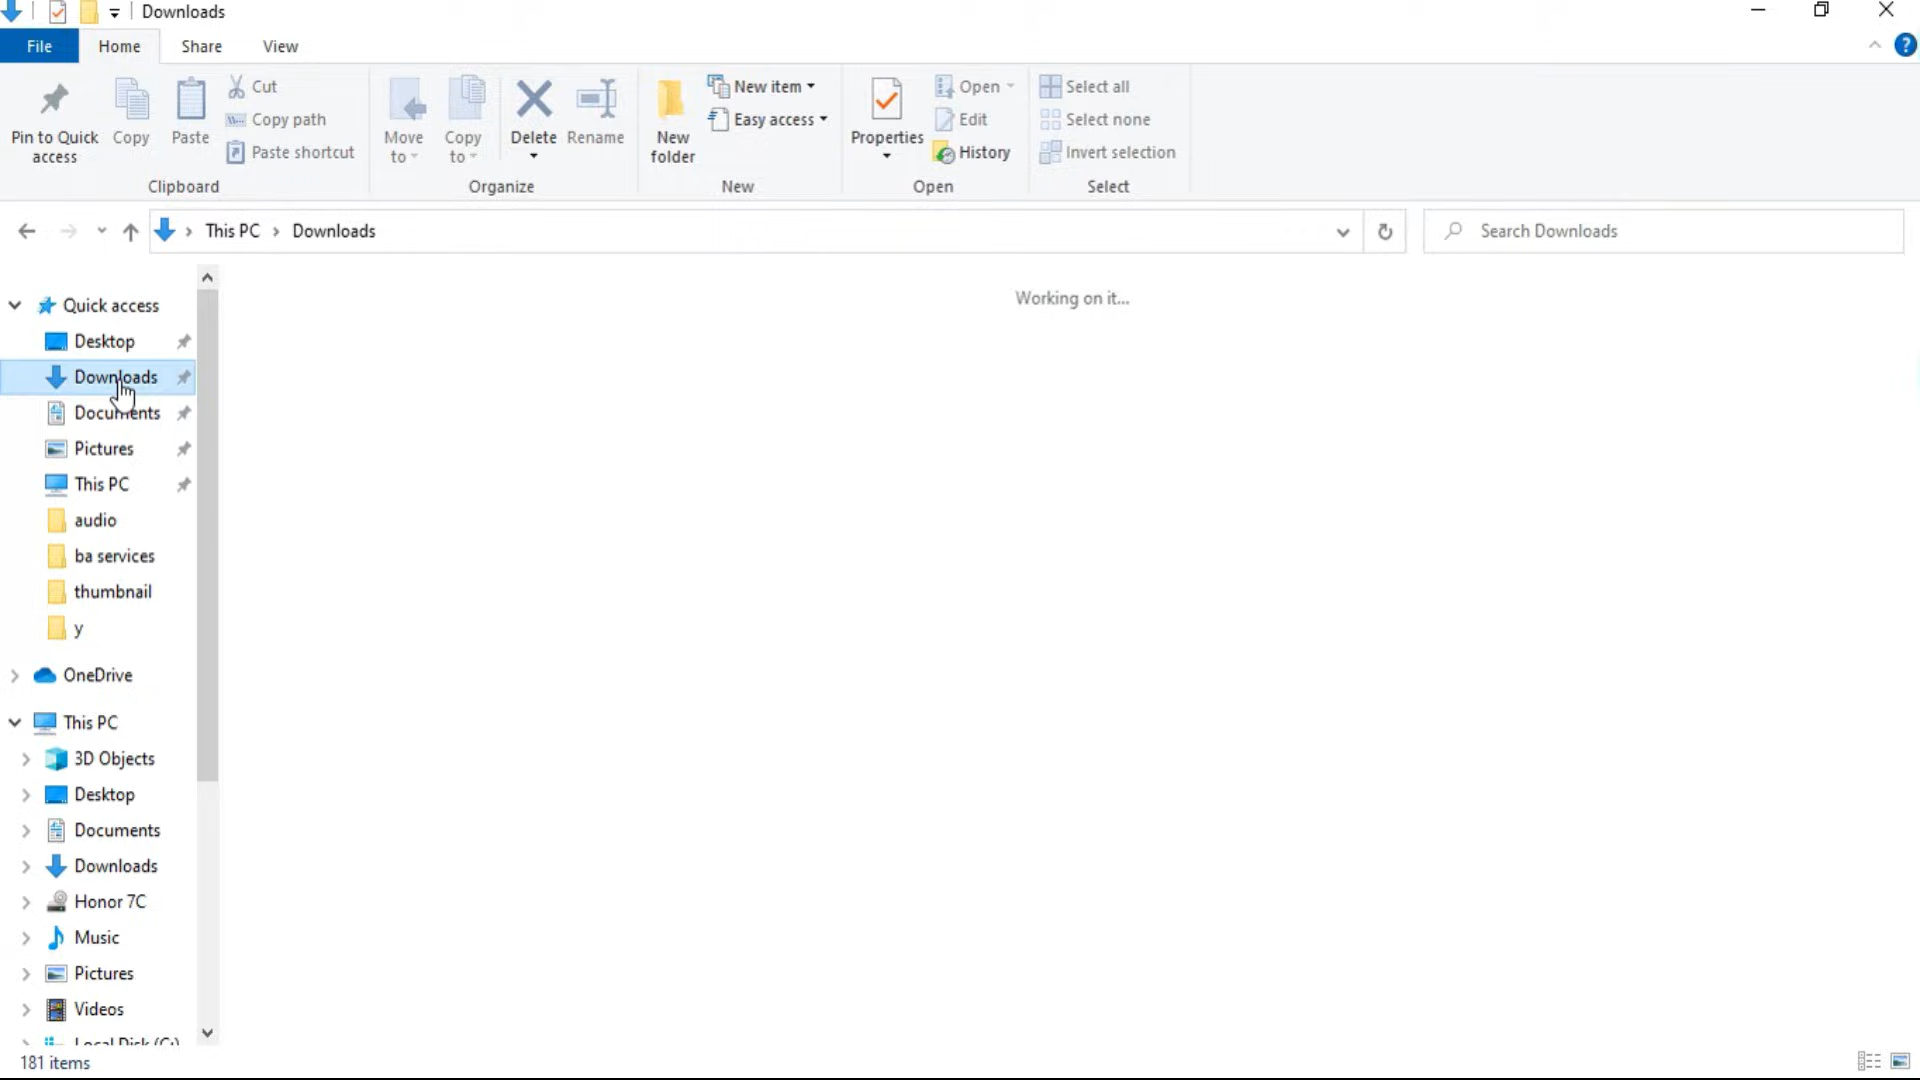 Downloads
File Home Share View
Pin to Quick access
Copy
Paste
Cut
Copy path
Paste shortcut
Clipboard
Move to
Copy to
Delete
Rename
Organize
New folder
New item
Easy access
New
Properties
Open
Edit
History
Open
Select all
Select none
Invert selection
Select
This PC > Downloads
Search Downloads
Working on it...
Quick access
Desktop
Downloads
Documents
Pictures
This PC
audio
ba services
thumbnail
y
OneDrive
This PC
3D Objects
Desktop
Documents
Downloads
Honor 7C
Music
Pictures
Videos
Local Disk (C:)
181 items